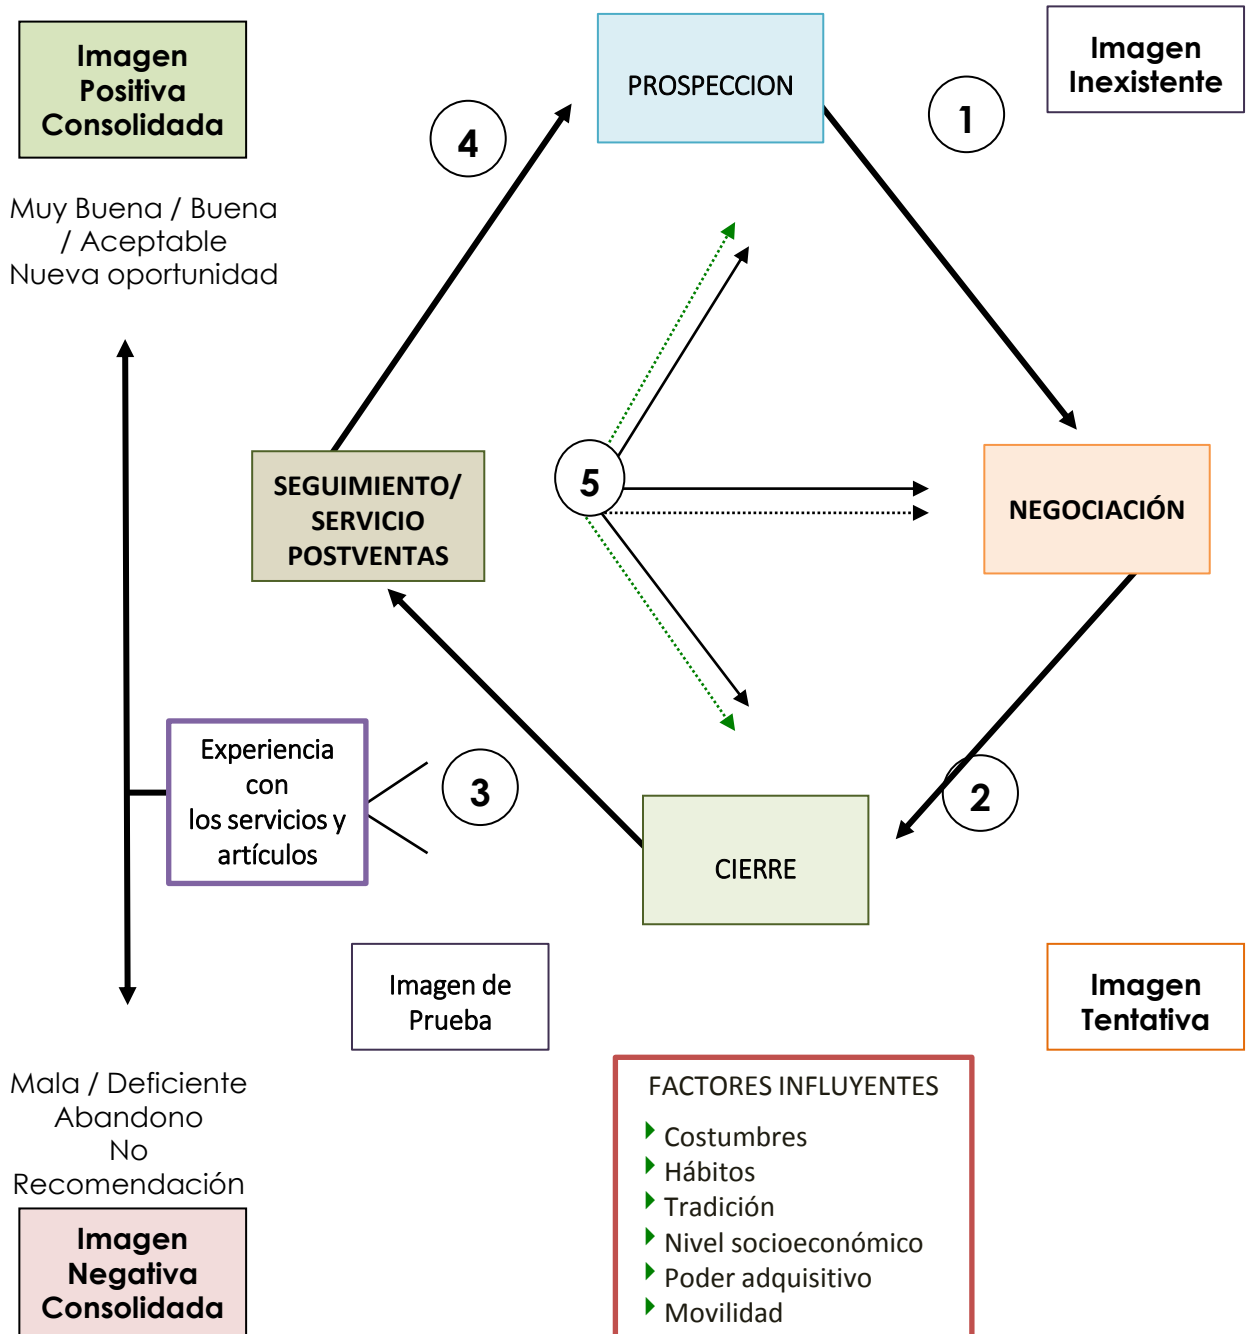 Imagen
Positiva
Consolidada
PROSPECCION
Imagen
Inexistente
4
1
Muy Buena / Buena
/ Aceptable
Nueva oportunidad
SEGUIMIENTO/
SERVICIO
POSTVENTAS
5
NEGOCIACIÓN
Experiencia
con
los servicios y
artículos
3
2
CIERRE
Imagen de
Prueba
Imagen
Tentativa
Mala / Deficiente
Abandono
No
Recomendación
Imagen
Negativa
Consolidada
FACTORES INFLUYENTES
Costumbres
Hábitos
Tradición
Nivel socioeconómico
Poder adquisitivo
Movilidad